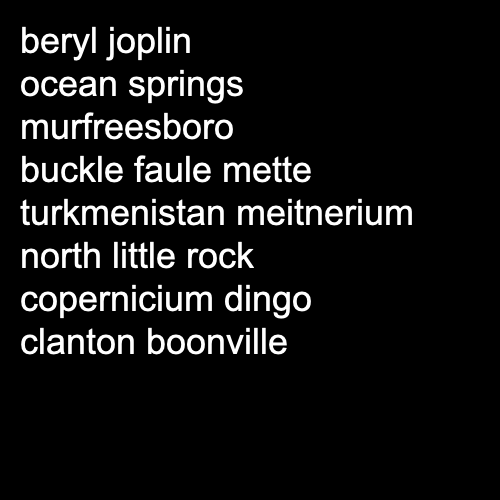 beryl joplin
ocean springs
murfreesboro
buckle faule mette
turkmenistan meitnerium
north little rock
copernicium dingo
clanton boonville